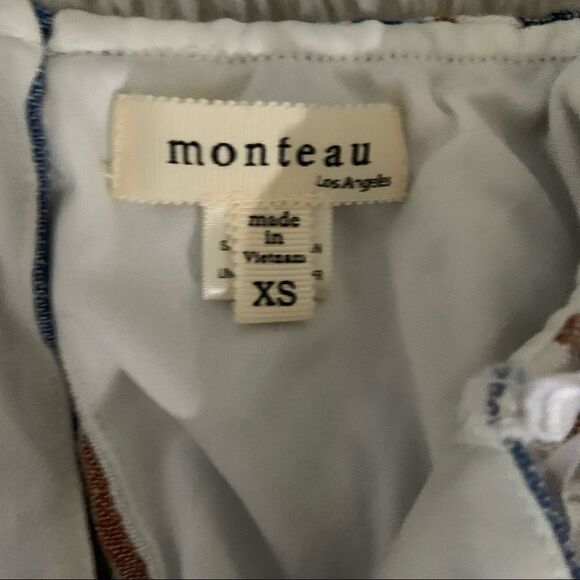 monteau
Los Angeles
made
in
Vietnam
XS